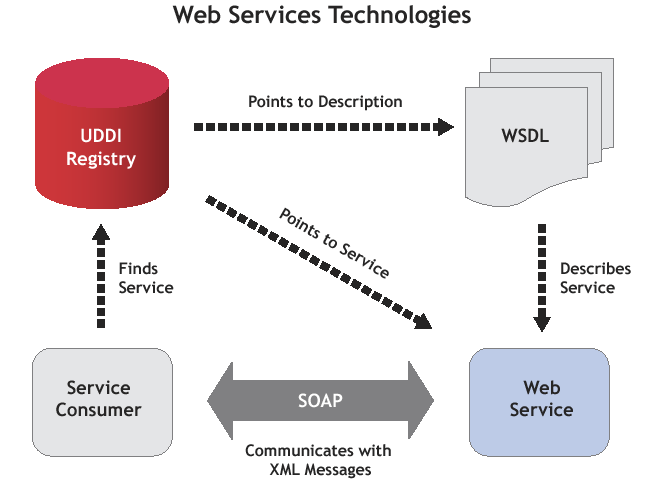 Web Services Technologies
Points to Description
UDDI
Registry
WSDL
Points to Service
Finds
Service
Describes
Service
Service
Consumer
SOAP
Web
Service
Communicates with
XML Messages